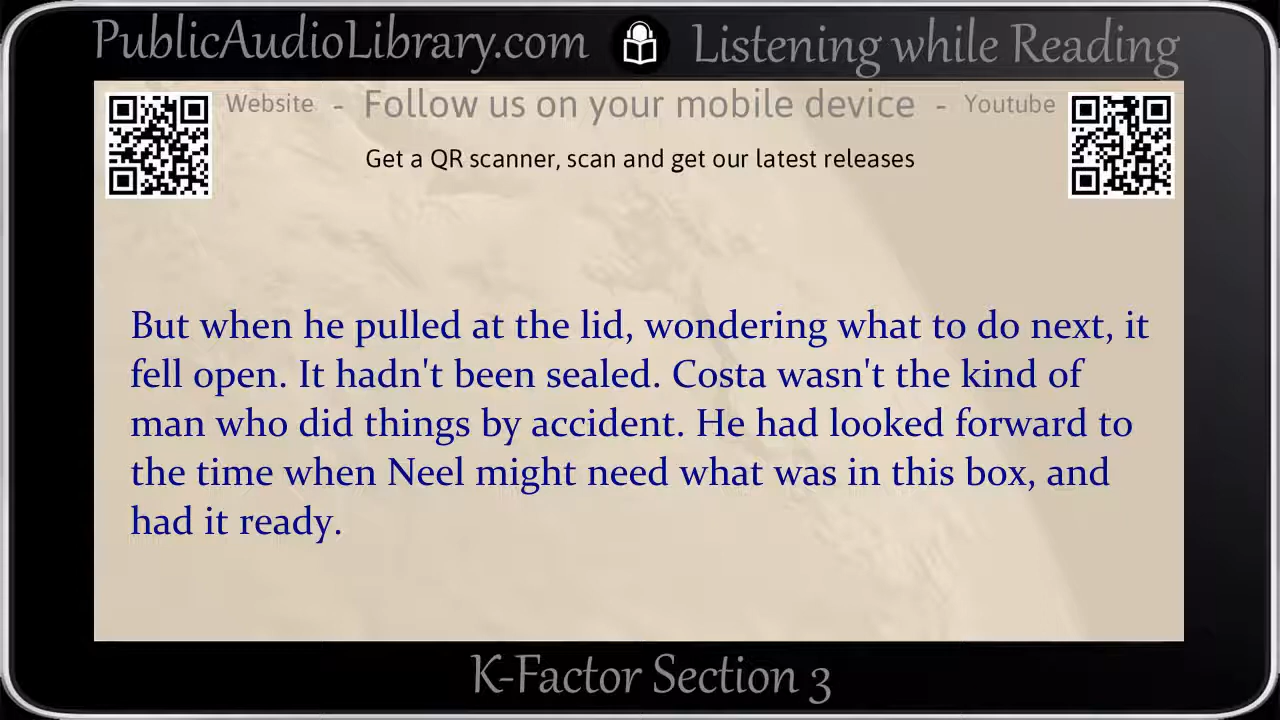 PublicAudioLibrary.com Listening while Reading
Website - Follow us on your mobile device - Youtube
Get a QR scanner, scan and get our latest releases
But when he pulled at the lid, wondering what to do next, it
fell open. It hadn't been sealed. Costa wasn't the kind of
man who did things by accident. He had looked forward to
the time when Neel might need what was in this box, and
had it ready.
K-Factor Section 3